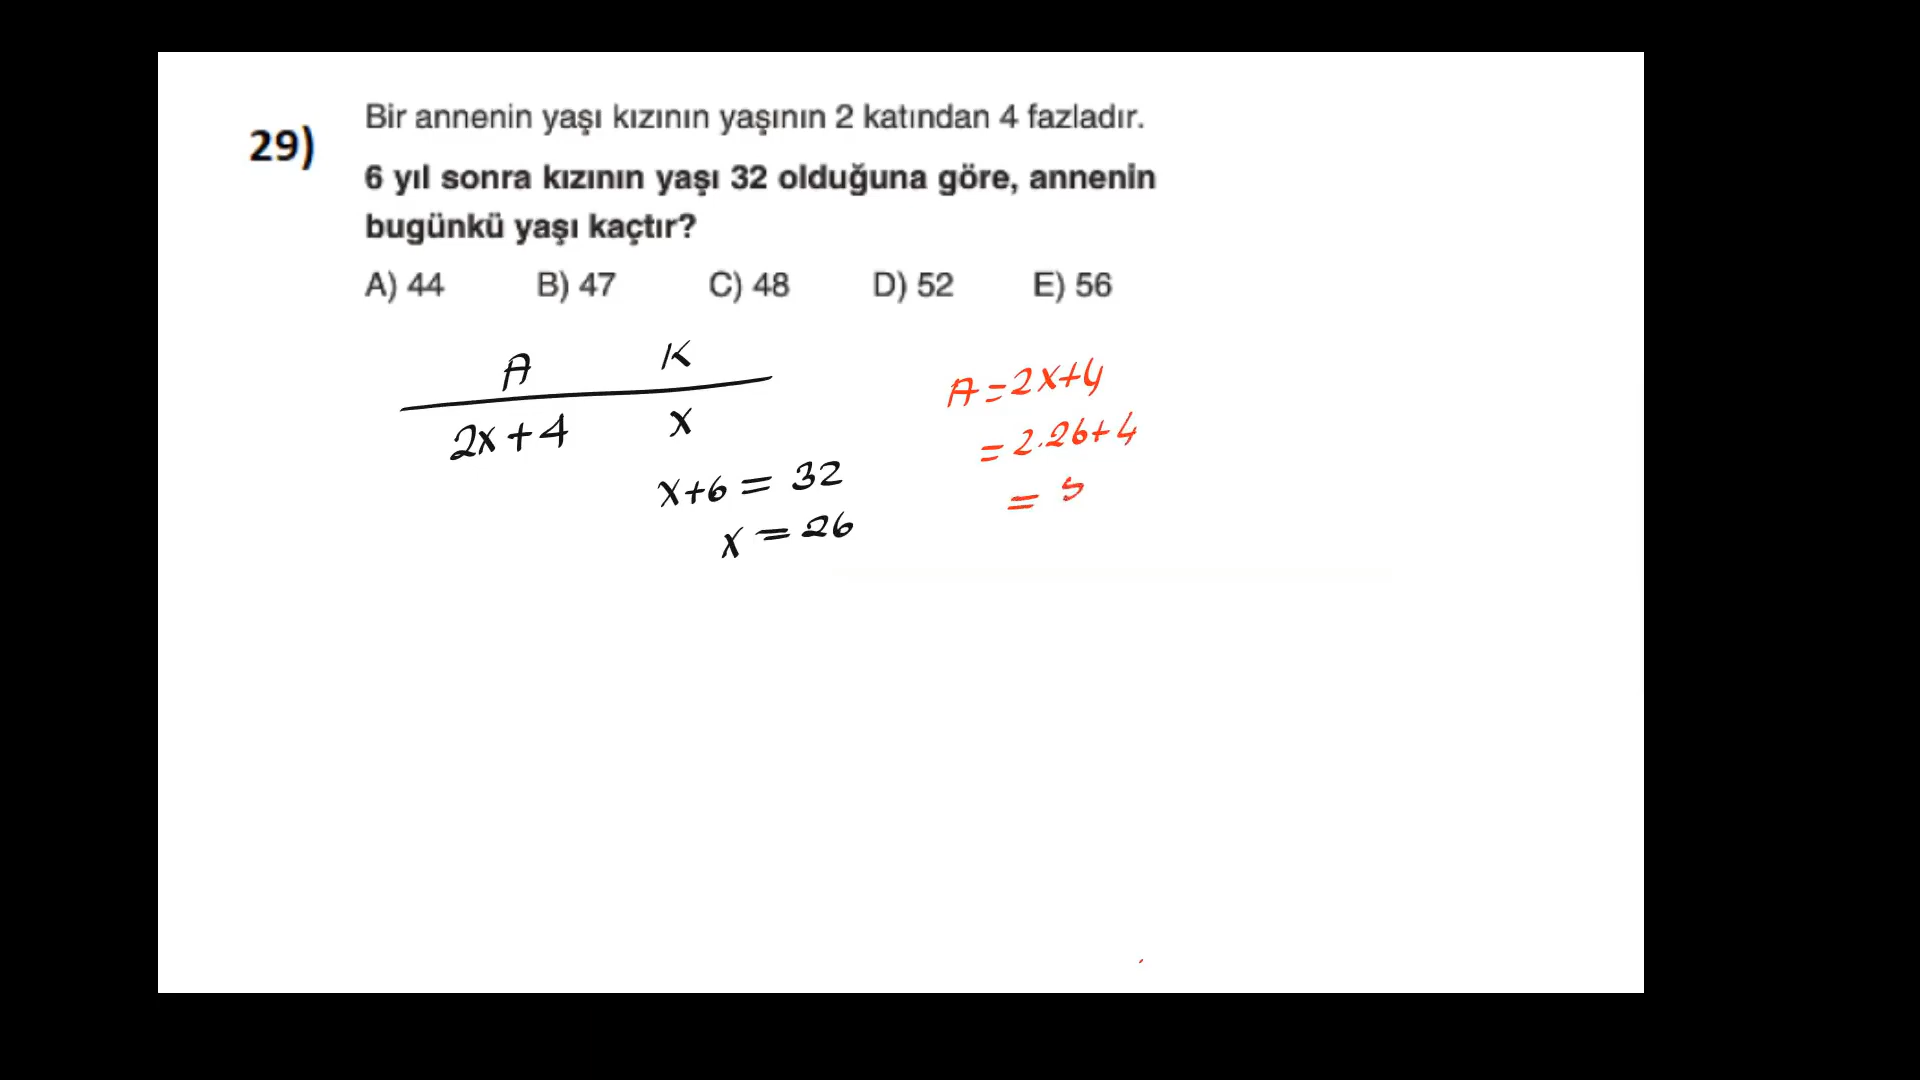 29)
Bir annenin yaşı kızının yaşının 2 katından 4 fazladır.
6 yıl sonra kızının yaşı 32 olduğuna göre, annenin
bugünkü yaşı kaçtır?
A) 44 B) 47 C) 48 D) 52 E) 56
A K
2x+4 x
x+6 = 32
x = 26
A=2x+4
= 2.26+4
= 5